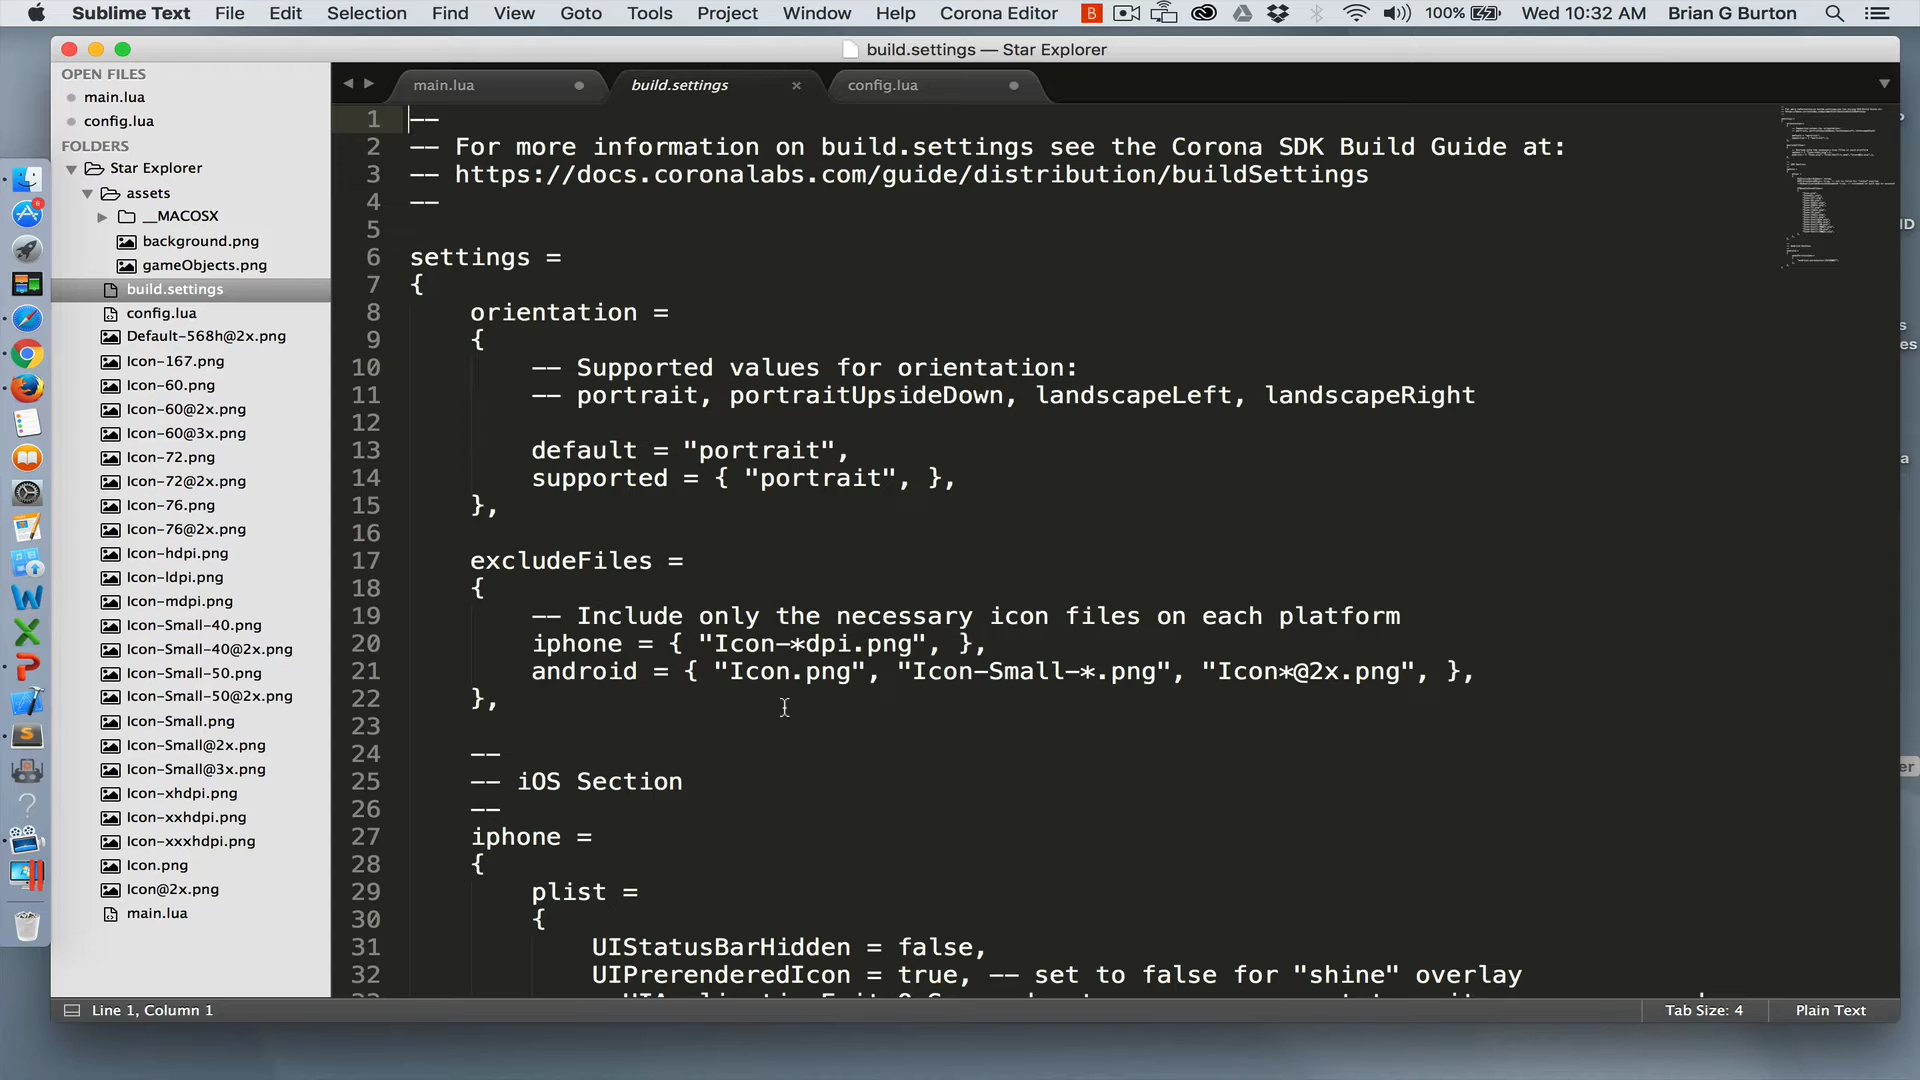 Sublime Text File Edit Selection Find View Goto Tools Project Window Help Corona Editor B 100% Wed 10:32 AM Brian G Burton
build.settings — Star Explorer
OPEN FILES
main.lua
config.lua
FOLDERS
Star Explorer
assets
__MACOSX
background.png
gameObjects.png
build.settings
config.lua
Default-568h@2x.png
Icon-167.png
Icon-60.png
Icon-60@2x.png
Icon-60@3x.png
Icon-72.png
Icon-72@2x.png
Icon-76.png
Icon-76@2x.png
Icon-hdpi.png
Icon-ldpi.png
Icon-mdpi.png
Icon-Small-40.png
Icon-Small-40@2x.png
Icon-Small-50.png
Icon-Small-50@2x.png
Icon-Small.png
Icon-Small@2x.png
Icon-Small@3x.png
Icon-xhdpi.png
Icon-xxhdpi.png
Icon-xxxhdpi.png
Icon.png
Icon@2x.png
main.lua
main.lua build.settings × config.lua
1 --
2 -- For more information on build.settings see the Corona SDK Build Guide at:
3 -- https://docs.coronalabs.com/guide/distribution/buildSettings
4 --
5
6 settings =
7 {
8 orientation =
9 {
10 -- Supported values for orientation:
11 -- portrait, portraitUpsideDown, landscapeLeft, landscapeRight
12
13 default = "portrait",
14 supported = { "portrait", },
15 },
16
17 excludeFiles =
18 {
19 -- Include only the necessary icon files on each platform
20 iphone = { "Icon-*dpi.png", },
21 android = { "Icon.png", "Icon-Small-*.png", "Icon*@2x.png", },
22 },
23
24 --
25 -- iOS Section
26 --
27 iphone =
28 {
29 plist =
30 {
31 UIStatusBarHidden = false,
32 UIPrerenderedIcon = true, -- set to false for "shine" overlay
Line 1, Column 1
Tab Size: 4 Plain Text